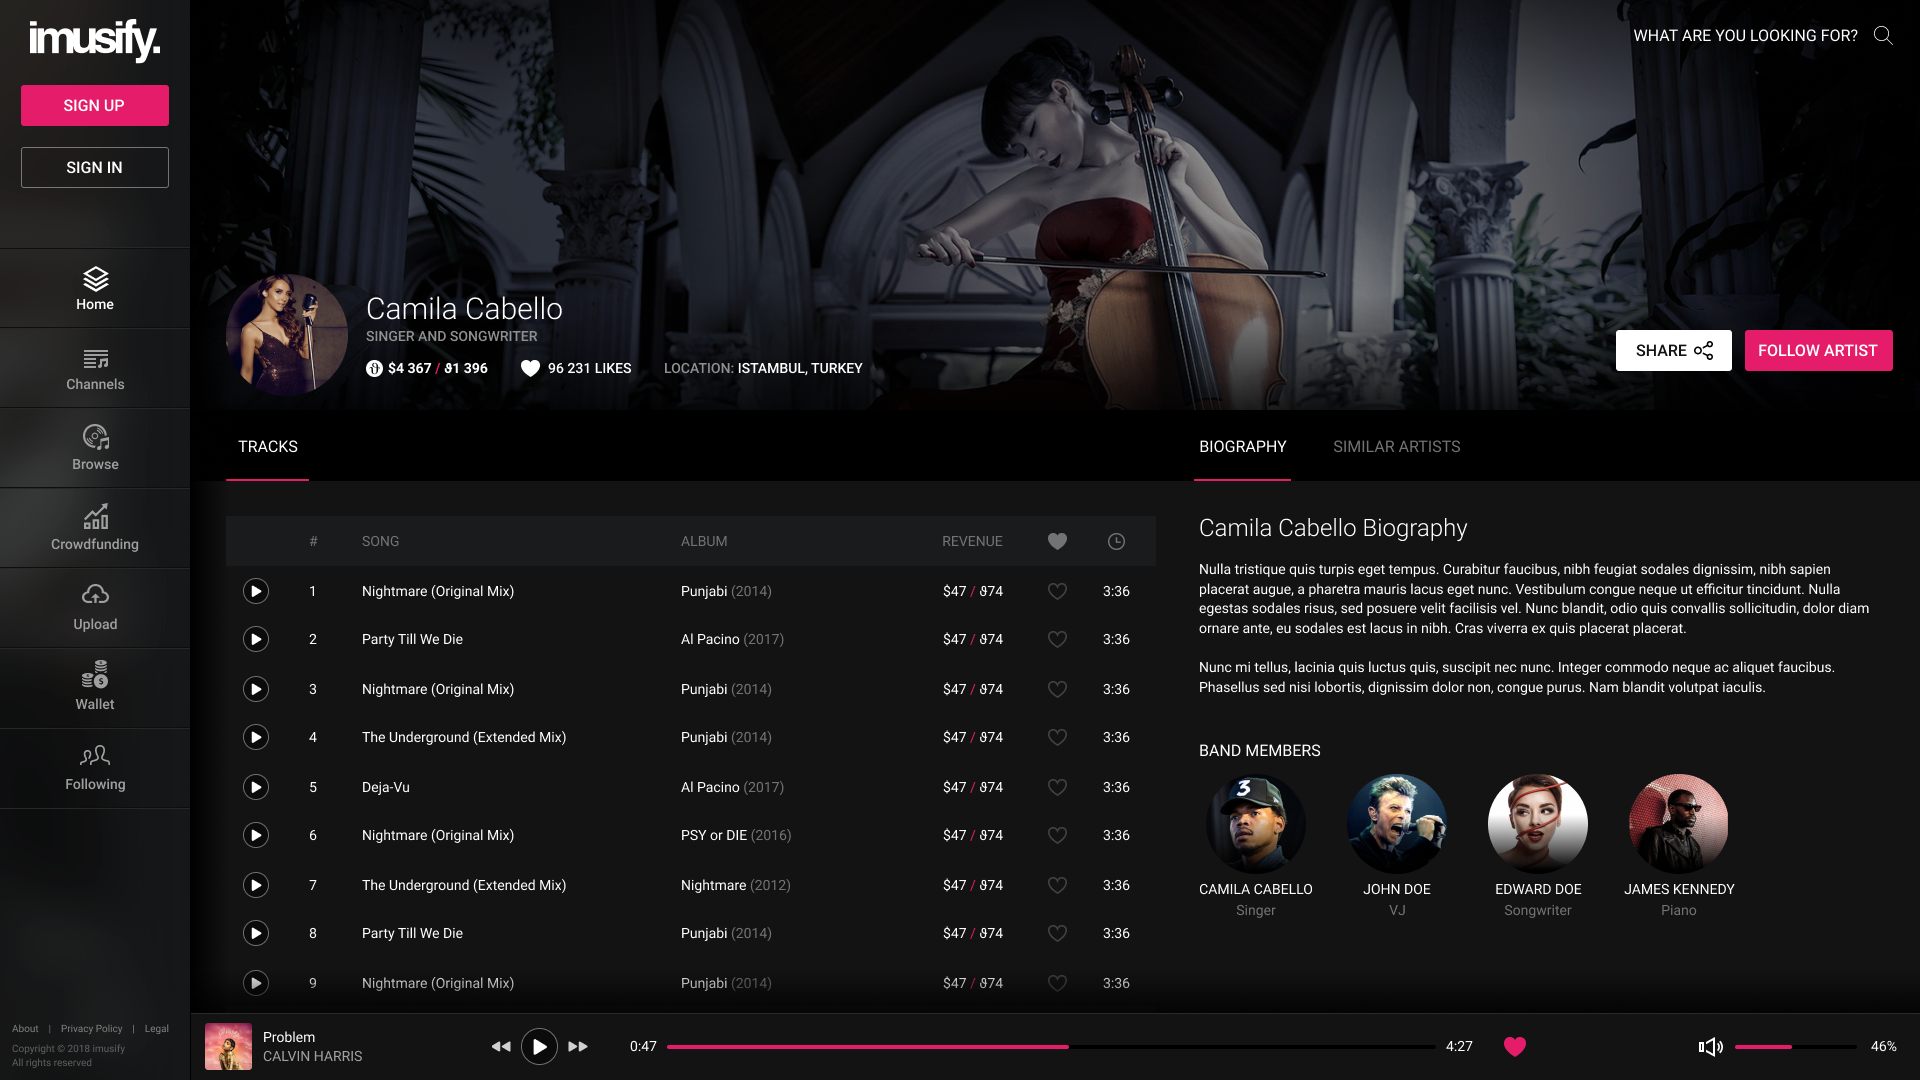 imusify.
SIGN UP
SIGN IN
Home
Channels
Browse
Crowdfunding
Upload
Wallet
Following
About | Privacy Policy | Legal
Copyright © 2018 imusify
All rights reserved
WHAT ARE YOU LOOKING FOR?
Camila Cabello
SINGER AND SONGWRITER
$4 367 / ϑ1 396 96 231 LIKES LOCATION: ISTAMBUL, TURKEY
SHARE FOLLOW ARTIST
TRACKS
# SONG ALBUM REVENUE
1 Nightmare (Original Mix) Punjabi (2014) $47 / ϑ74 3:36
2 Party Till We Die Al Pacino (2017) $47 / ϑ74 3:36
3 Nightmare (Original Mix) Punjabi (2014) $47 / ϑ74 3:36
4 The Underground (Extended Mix) Punjabi (2014) $47 / ϑ74 3:36
5 Deja-Vu Al Pacino (2017) $47 / ϑ74 3:36
6 Nightmare (Original Mix) PSY or DIE (2016) $47 / ϑ74 3:36
7 The Underground (Extended Mix) Nightmare (2012) $47 / ϑ74 3:36
8 Party Till We Die Punjabi (2014) $47 / ϑ74 3:36
9 Nightmare (Original Mix) Punjabi (2014) $47 / ϑ74 3:36
BIOGRAPHY SIMILAR ARTISTS
Camila Cabello Biography
Nulla tristique quis turpis eget tempus. Curabitur faucibus, nibh feugiat sodales dignissim, nibh sapien
placerat augue, a pharetra mauris lacus eget nunc. Vestibulum congue neque ut efficitur tincidunt. Nulla
egestas sodales risus, sed posuere velit facilisis vel. Nunc blandit, odio quis convallis sollicitudin, dolor diam
ornare ante, eu sodales est lacus in nibh. Cras viverra ex quis placerat placerat.
Nunc mi tellus, lacinia quis luctus quis, suscipit nec nunc. Integer commodo neque ac aliquet faucibus.
Phasellus sed nisi lobortis, dignissim dolor non, congue purus. Nam blandit volutpat iaculis.
BAND MEMBERS
3
CAMILA CABELLO JOHN DOE EDWARD DOE JAMES KENNEDY
Singer VJ Songwriter Piano
Problem
CALVIN HARRIS
0:47 4:27 46%